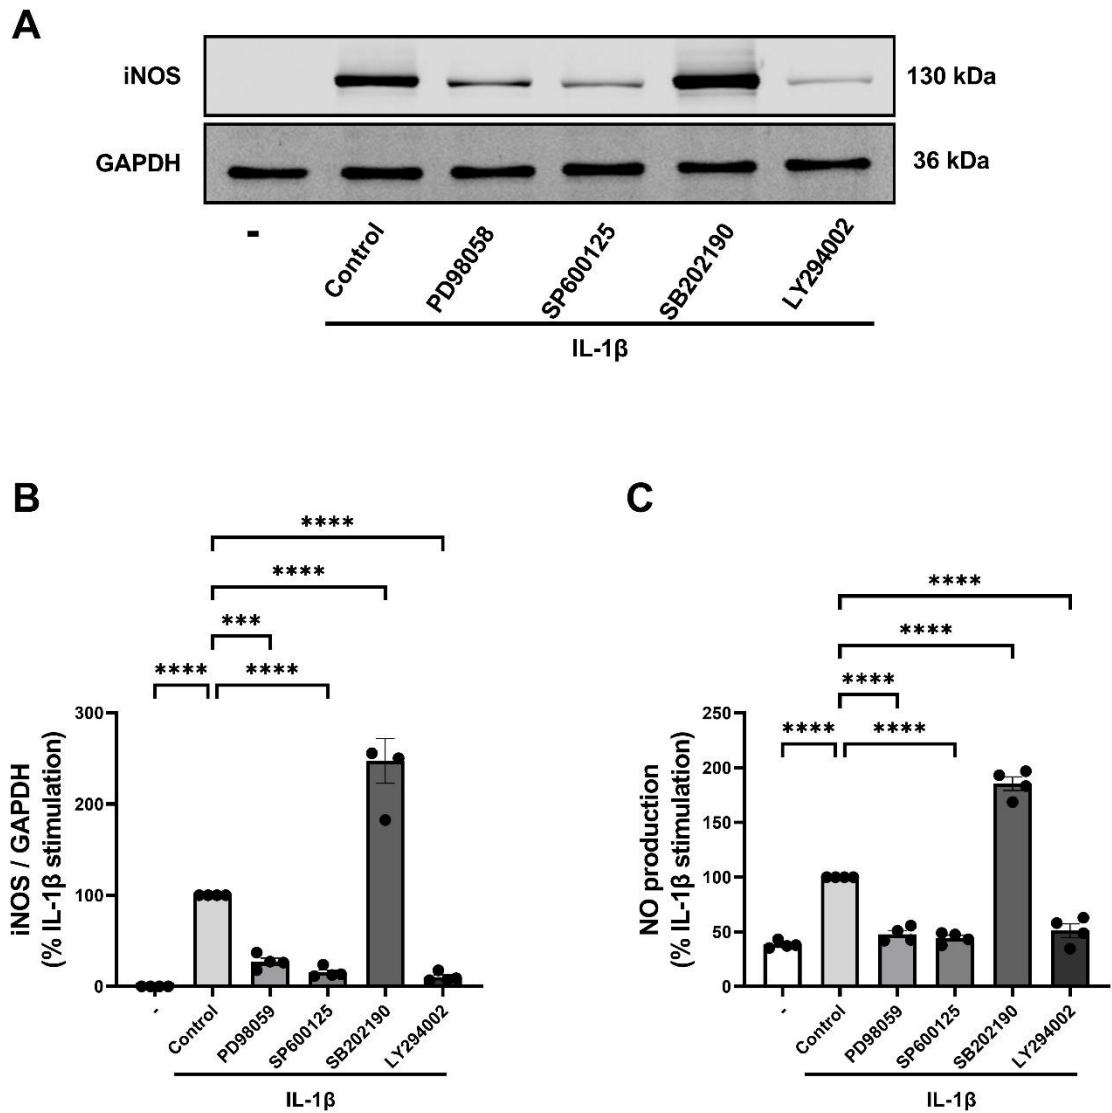 A
iNOS
130 kDa
GAPDH
36 kDa
-
Control
PD98058
SP600125
SB202190
LY294002
IL-1β
B
****
****
***
**** ****
iNOS / GAPDH
(% IL-1β stimulation)
300
200
100
0
-
Control
PD98059
SP600125
SB202190
LY294002
IL-1β
C
****
****
****
**** ****
NO production
(% IL-1β stimulation)
250
200
150
100
50
0
-
Control
PD98059
SP600125
SB202190
LY294002
IL-1β